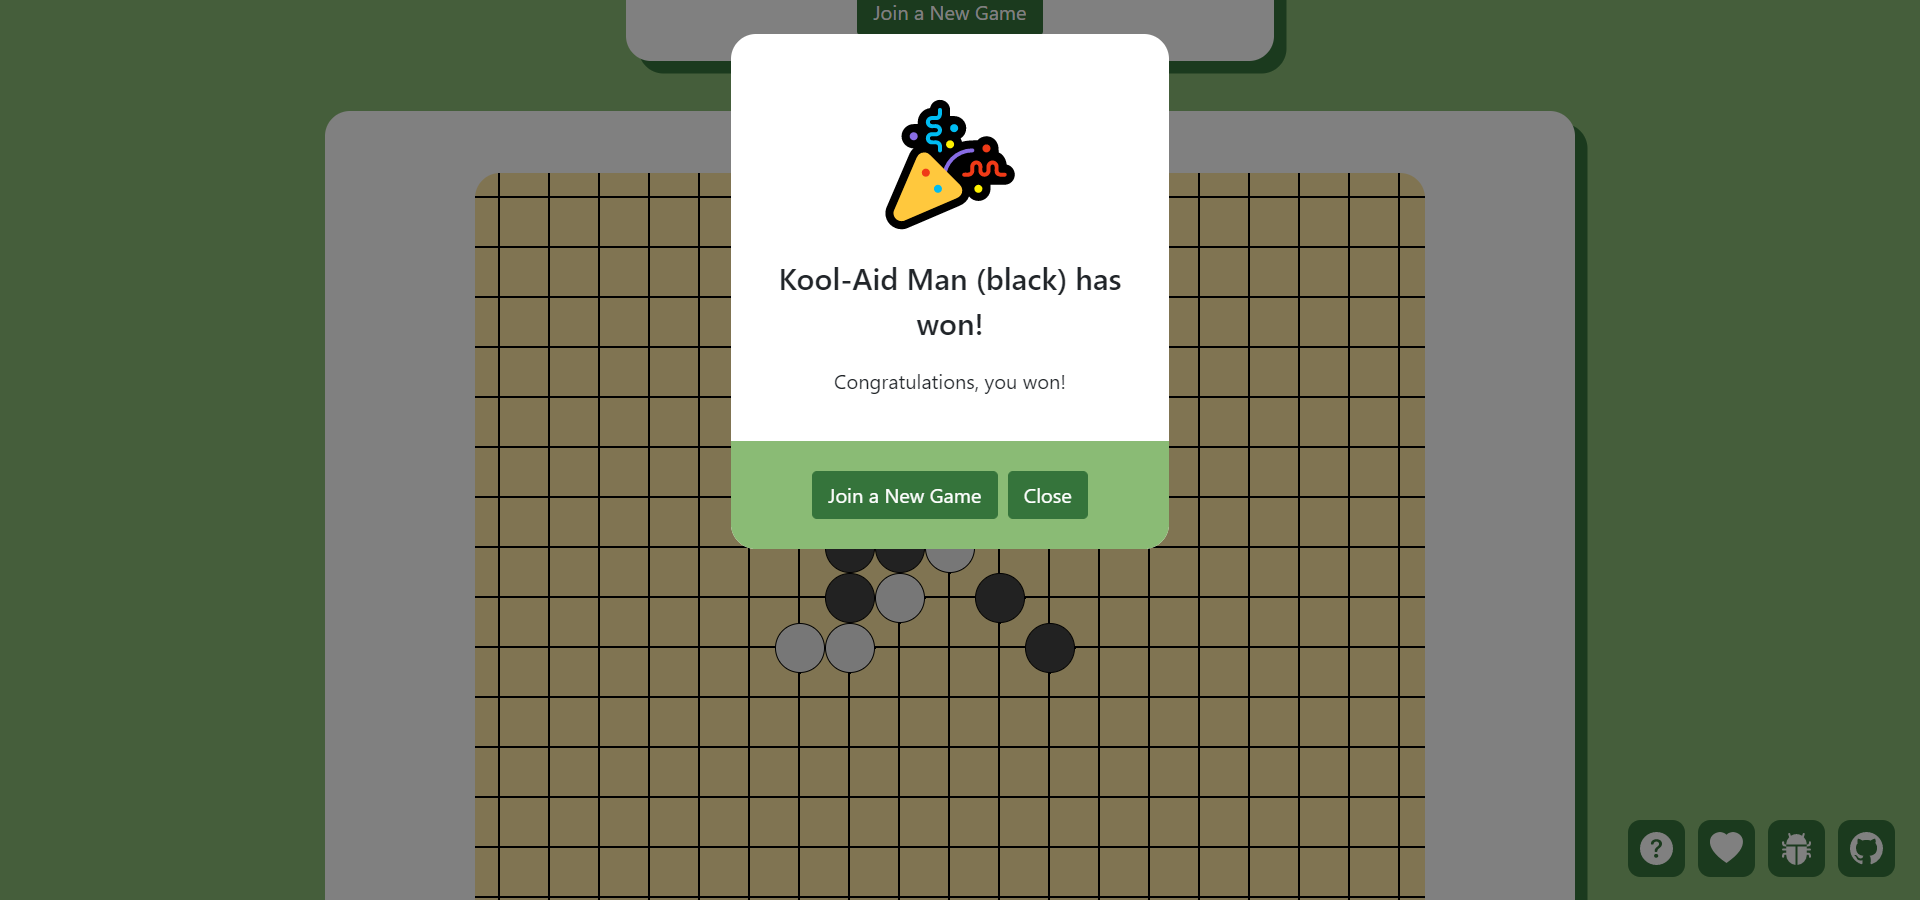 Join a New Game
Kool-Aid Man (black) has
won!
Congratulations, you won!
Join a New Game
Close
?